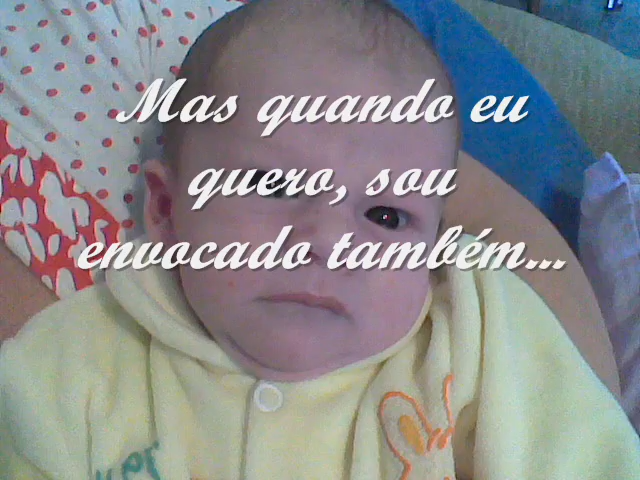 Mas quando eu
quero, sou
envocado também...